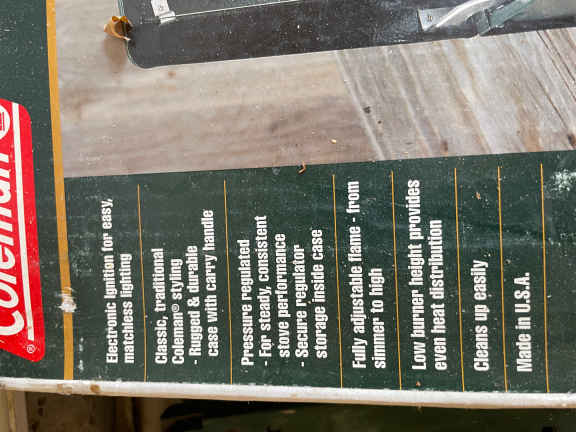 Coleman®
Electronic Ignition for easy,
matchless lighting
Classic, traditional
Coleman® styling
- Rugged & durable
case with carry handle
Pressure regulated
- For steady, consistent
stove performance
- Secure regulator
storage inside case
Fully adjustable flame - from
simmer to high
Low burner height provides
even heat distribution
Cleans up easily
Made in U.S.A.